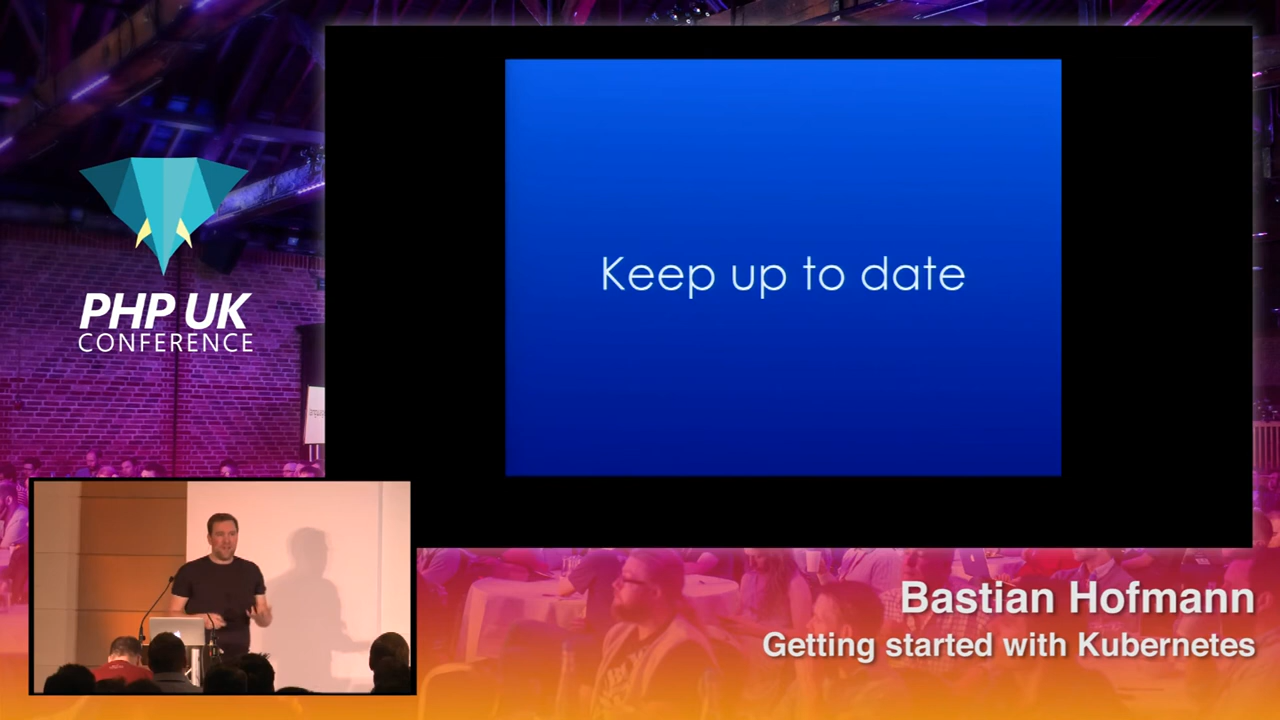 PHP UK
CONFERENCE
Keep up to date
Bastian Hofmann
Getting started with Kubernetes